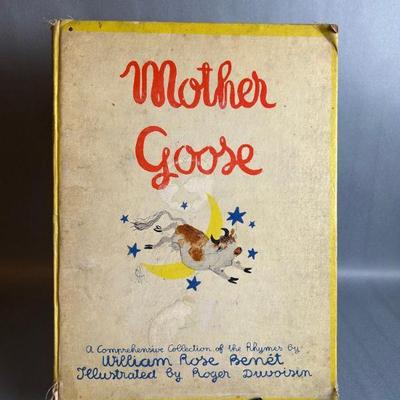 Mother
Goose
A Comprehensive Collection of the Rhymes by
William Rose Benét
Illustrated by Roger Duvoisin